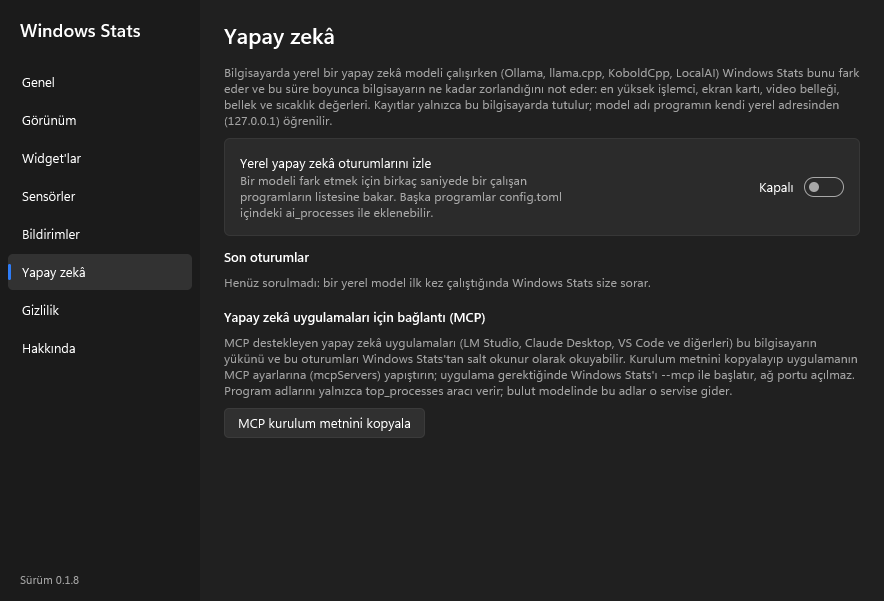 Windows Stats
Genel
Görünüm
Widget'lar
Sensörler
Bildirimler
Yapay zekâ
Gizlilik
Hakkında
Sürüm 0.1.8
Yapay zekâ
Bilgisayarda yerel bir yapay zekâ modeli çalışırken (Ollama, llama.cpp, KoboldCpp, LocalAI) Windows Stats bunu fark
eder ve bu süre boyunca bilgisayarın ne kadar zorlandığını not eder: en yüksek işlemci, ekran kartı, video belleği,
bellek ve sıcaklık değerleri. Kayıtlar yalnızca bu bilgisayarda tutulur; model adı programın kendi yerel adresinden
(127.0.0.1) öğrenilir.
Yerel yapay zekâ oturumlarını izle
Bir modeli fark etmek için birkaç saniyede bir çalışan
programların listesine bakar. Başka programlar config.toml
içindeki ai_processes ile eklenebilir.
Kapalı
Son oturumlar
Henüz sorulmadı: bir yerel model ilk kez çalıştığında Windows Stats size sorar.
Yapay zekâ uygulamaları için bağlantı (MCP)
MCP destekleyen yapay zekâ uygulamaları (LM Studio, Claude Desktop, VS Code ve diğerleri) bu bilgisayarın
yükünü ve bu oturumları Windows Stats'tan salt okunur olarak okuyabilir. Kurulum metnini kopyalayıp uygulamanın
MCP ayarlarına (mcpServers) yapıştırın; uygulama gerektiğinde Windows Stats'ı --mcp ile başlatır, ağ portu açılmaz.
Program adlarını yalnızca top_processes aracı verir; bulut modelinde bu adlar o servise gider.
MCP kurulum metnini kopyala